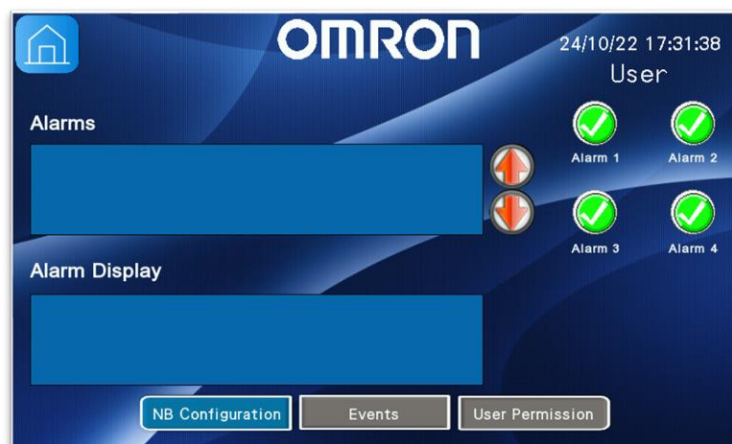 OMRON
24/10/22 17:31:38
User
Alarms
Alarm 1
Alarm 2
Alarm 3
Alarm 4
Alarm Display
NB Configuration
Events
User Permission